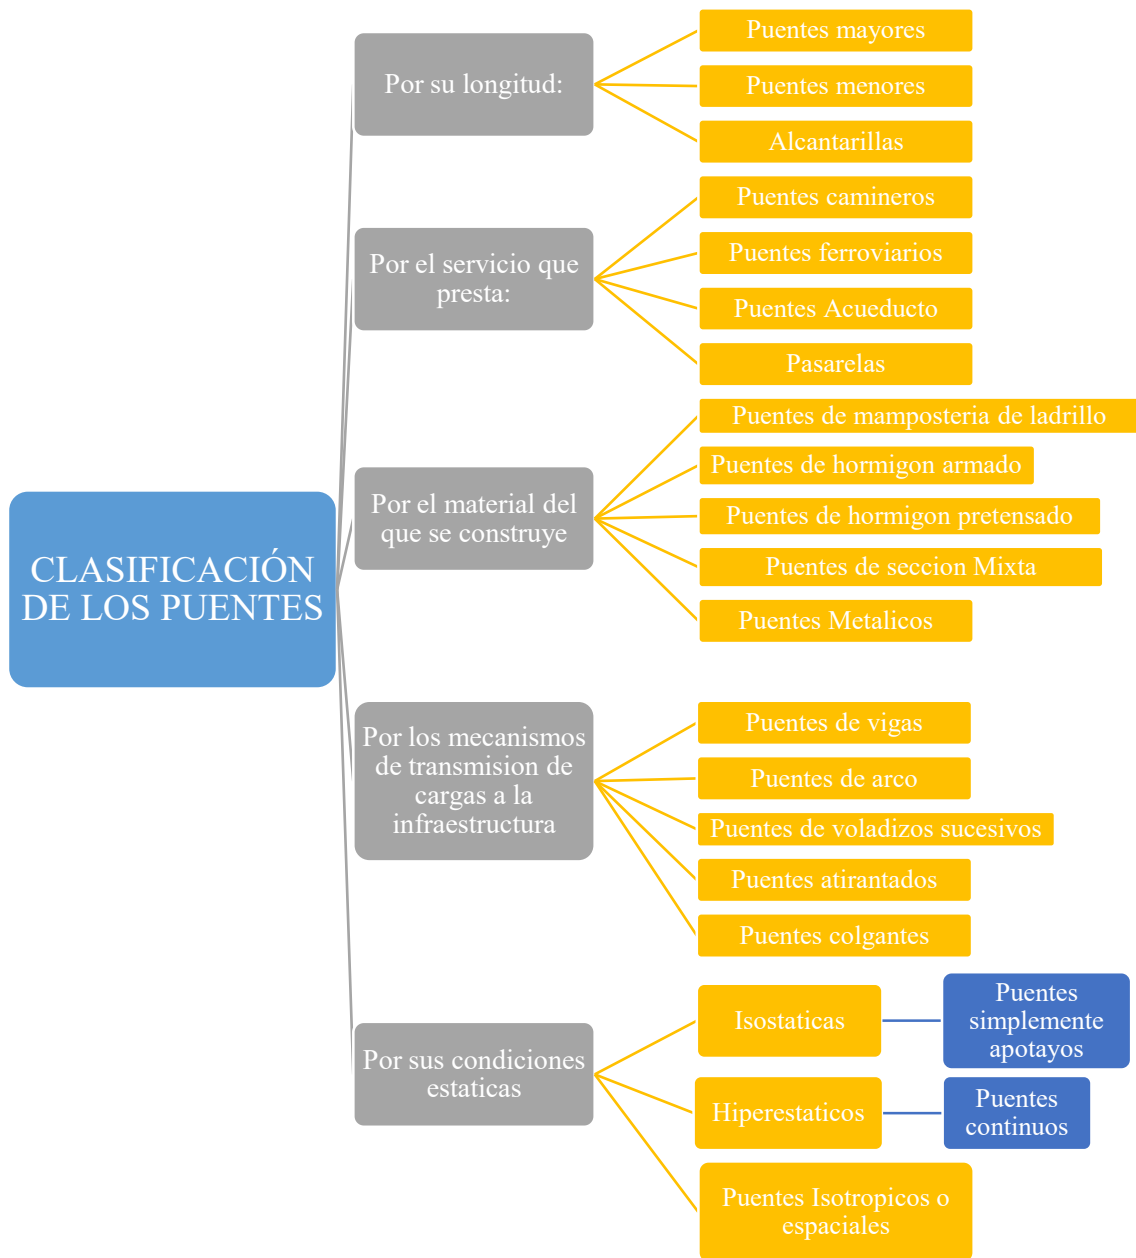 CLASIFICACIÓN
DE LOS PUENTES
Por su longitud:
Puentes mayores
Puentes menores
Alcantarillas
Por el servicio que
presta:
Puentes camineros
Puentes ferroviarios
Puentes Acueducto
Pasarelas
Por el material del
que se construye
Puentes de mamposteria de ladrillo
Puentes de hormigon armado
Puentes de hormigon pretensado
Puentes de seccion Mixta
Puentes Metalicos
Por los mecanismos
de transmision de
cargas a la
infraestructura
Puentes de vigas
Puentes de arco
Puentes de voladizos sucesivos
Puentes atirantados
Puentes colgantes
Por sus condiciones
estaticas
Isostaticas
Puentes
simplemente
apotayos
Hiperestaticos
Puentes
continuos
Puentes Isotropicos o
espaciales